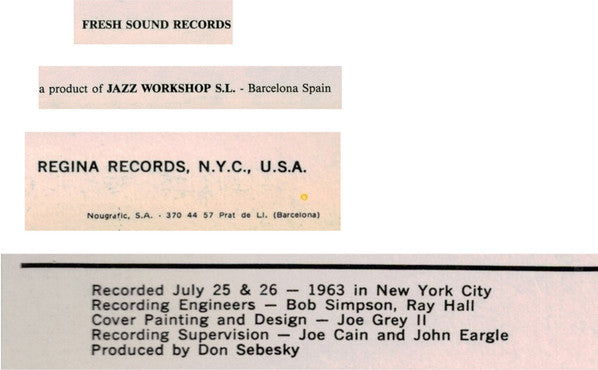 FRESH SOUND RECORDS
a product of JAZZ WORKSHOP S.L. - Barcelona Spain
REGINA RECORDS, N.Y.C., U.S.A.
Nougrafic, S.A. - 370 44 57 Prat de Ll. (Barcelona)
Recorded July 25 & 26 — 1963 in New York City
Recording Engineers — Bob Simpson, Ray Hall
Cover Painting and Design — Joe Grey II
Recording Supervision — Joe Cain and John Eargle
Produced by Don Sebesky